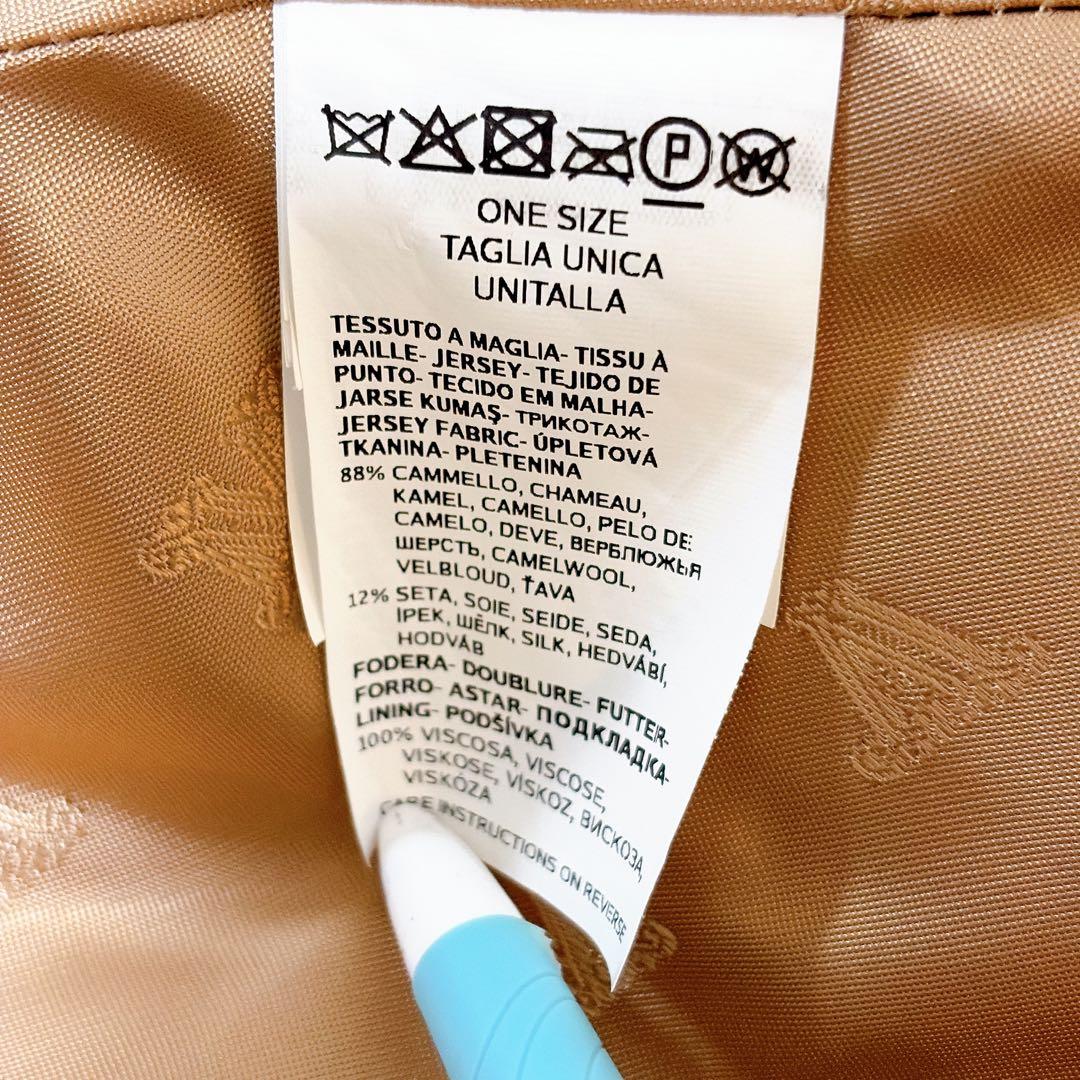 P W
ONE SIZE
TAGLIA UNICA
UNITALLA
TESSUTO A MAGLIA- TISSU À
MAILLE- JERSEY- TEJIDO DE
PUNTO- TECIDO EM MALHA-
JARSE KUMAŞ- ТРИКОТАЖ-
JERSEY FABRIC- ÚPLETOVÁ
TKANINA- PLETENINA
88% CAMMELLO, CHAMEAU,
KAMEL, CAMELLO, PELO DE
CAMELO, DEVE, ВЕРБЛЮЖЬЯ
ШЕРСТЬ, CAMELWOOL,
VELBLOUD, ŤAVA
12% SETA, SOIE, SEIDE, SEDA,
İPEK, ШЁЛК, SILK, HEDVÁBÍ,
HODVÁB
FODERA- DOUBLURE- FUTTER-
FORRO- ASTAR- ПОДКЛАДКА-
LINING- PODŠÍVKA
100% VISCOSA, VISCOSE,
VISKOSE, VİSKOZ, ВИСКОЗА,
VISKÓZA
CARE INSTRUCTIONS ON REVERSE